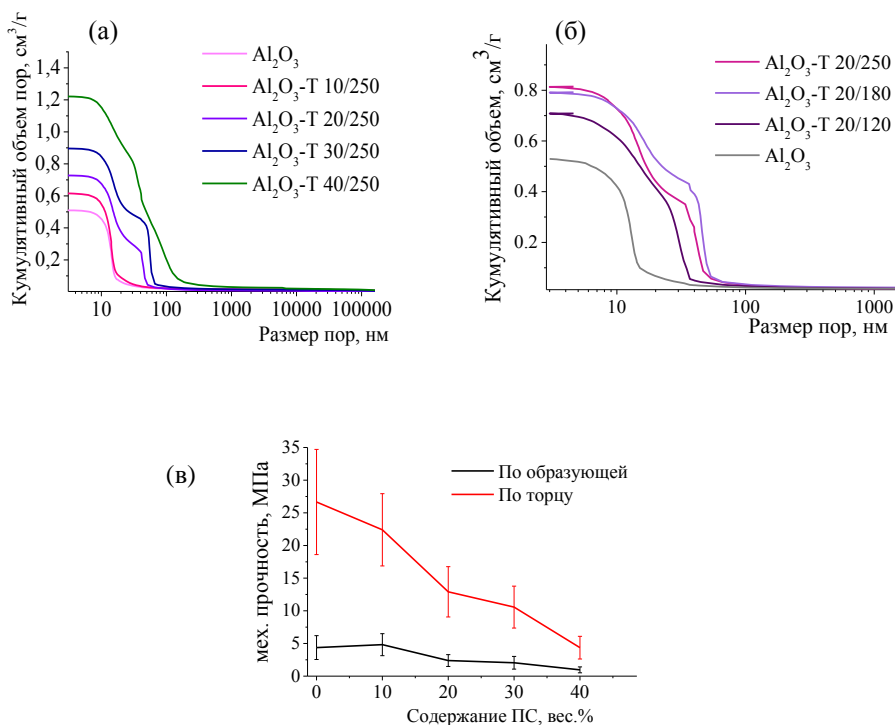 (а)
Кумулятивный объем пор, см³/г
1,4
1,2
1,0
0,8
0,6
0,4
0,2
Al₂O₃
Al₂O₃-T 10/250
Al₂O₃-T 20/250
Al₂O₃-T 30/250
Al₂O₃-T 40/250
10 100 1000 10000 100000
Размер пор, нм
(б)
Кумулятивный объем, см³/г
0,8
0,6
0,4
0,2
Al₂O₃-T 20/250
Al₂O₃-T 20/180
Al₂O₃-T 20/120
Al₂O₃
10 100 1000
Размер пор, нм
(в)
мех. прочность, МПа
35
30
25
20
15
10
5
0
По образующей
По торцу
0 10 20 30 40
Содержание ПС, вес.%